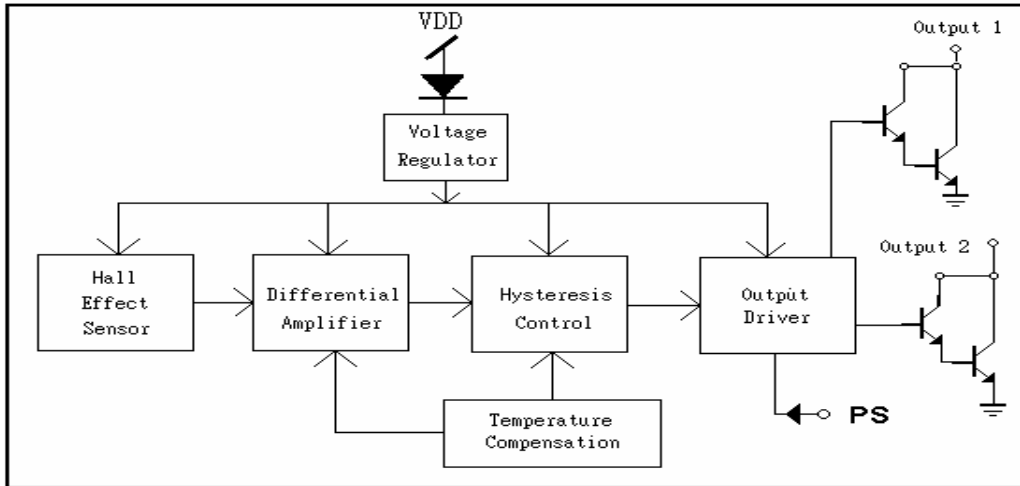 VDD
Output 1
Voltage
Regulator
Output 2
Hall
Effect
Sensor
Differential
Amplifier
Hysteresis
Control
Output
Driver
PS
Temperature
Compensation